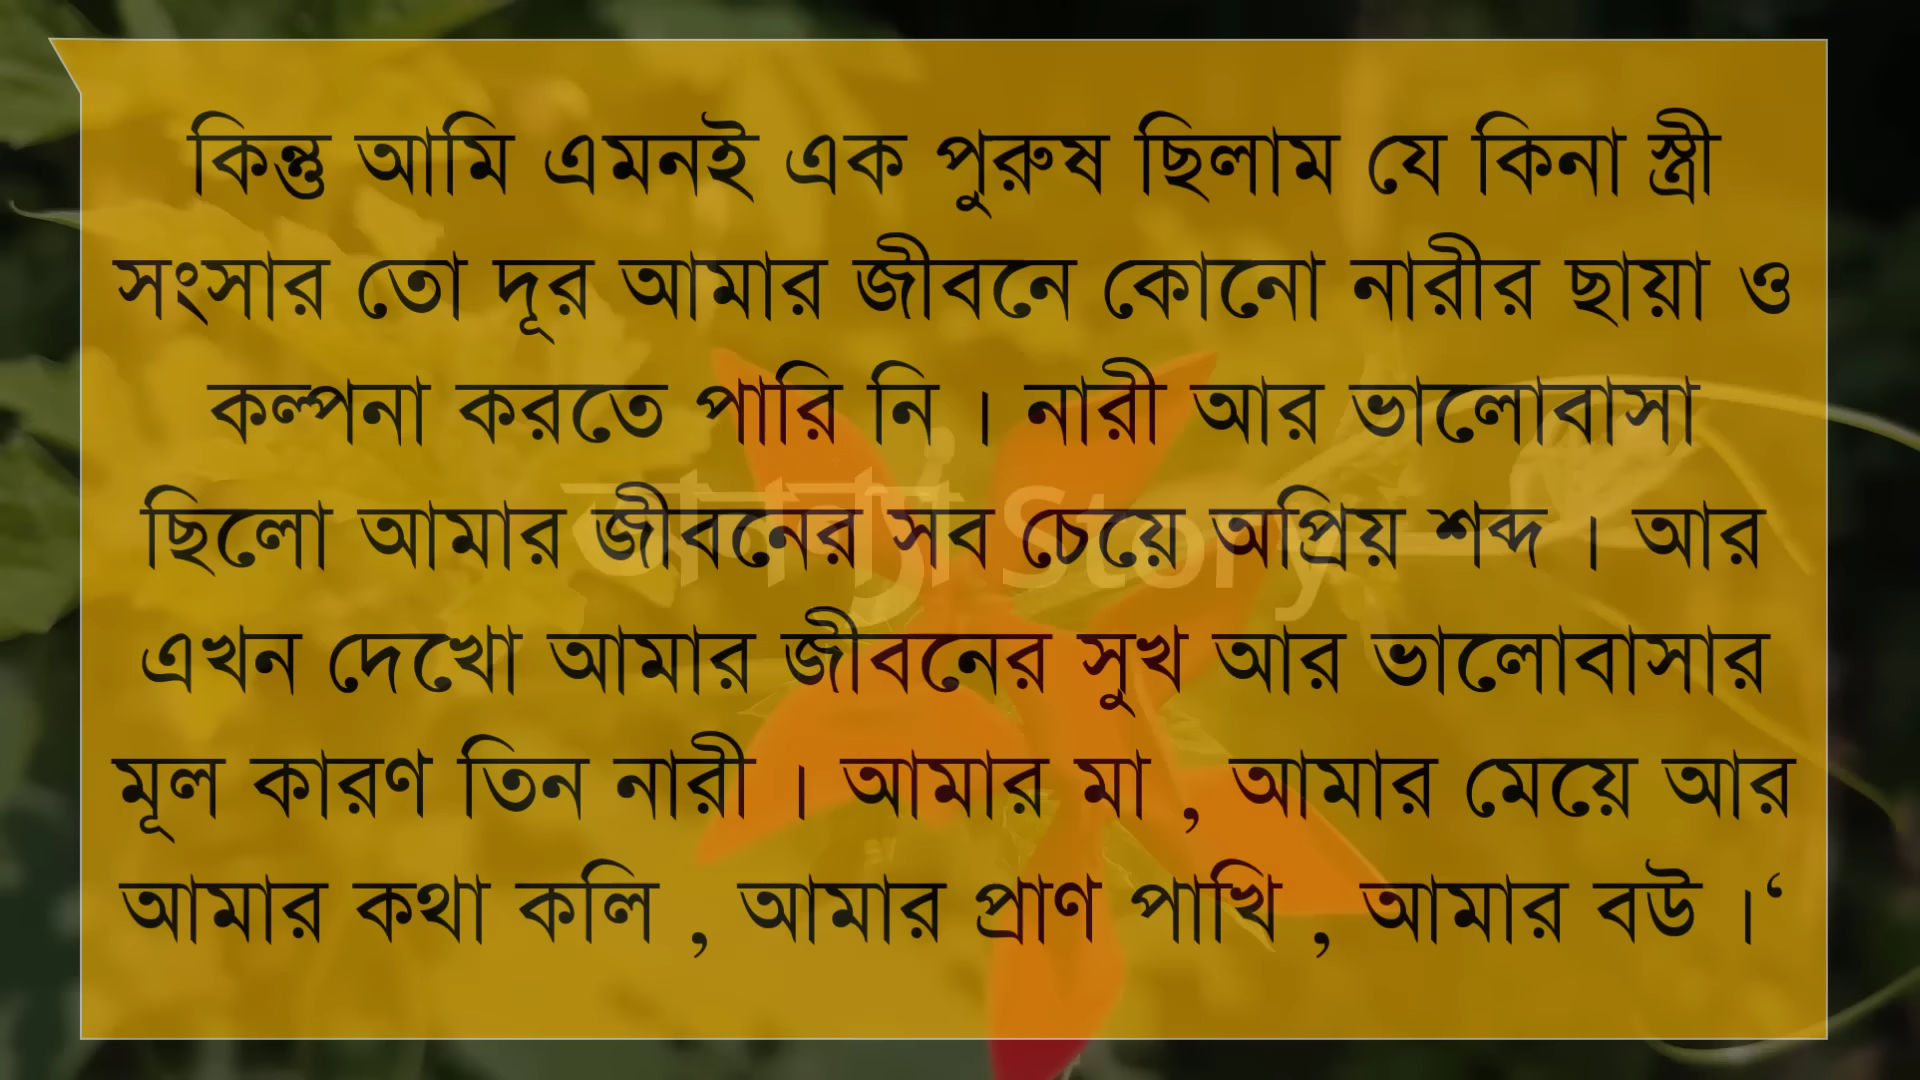 কিন্তু আমি এমনই এক পুরুষ ছিলাম যে কিনা স্ত্রী
সংসার তো দূর আমার জীবনে কোনো নারীর ছায়া ও
কল্পনা করতে পারি নি । নারী আর ভালোবাসা
ছিলো আমার জীবনের সব চেয়ে অপ্রিয় শব্দ । আর
এখন দেখো আমার জীবনের সুখ আর ভালোবাসার
মূল কারণ তিন নারী । আমার মা , আমার মেয়ে আর
আমার কথা কলি , আমার প্রাণ পাখি , আমার বউ ।‘
Story